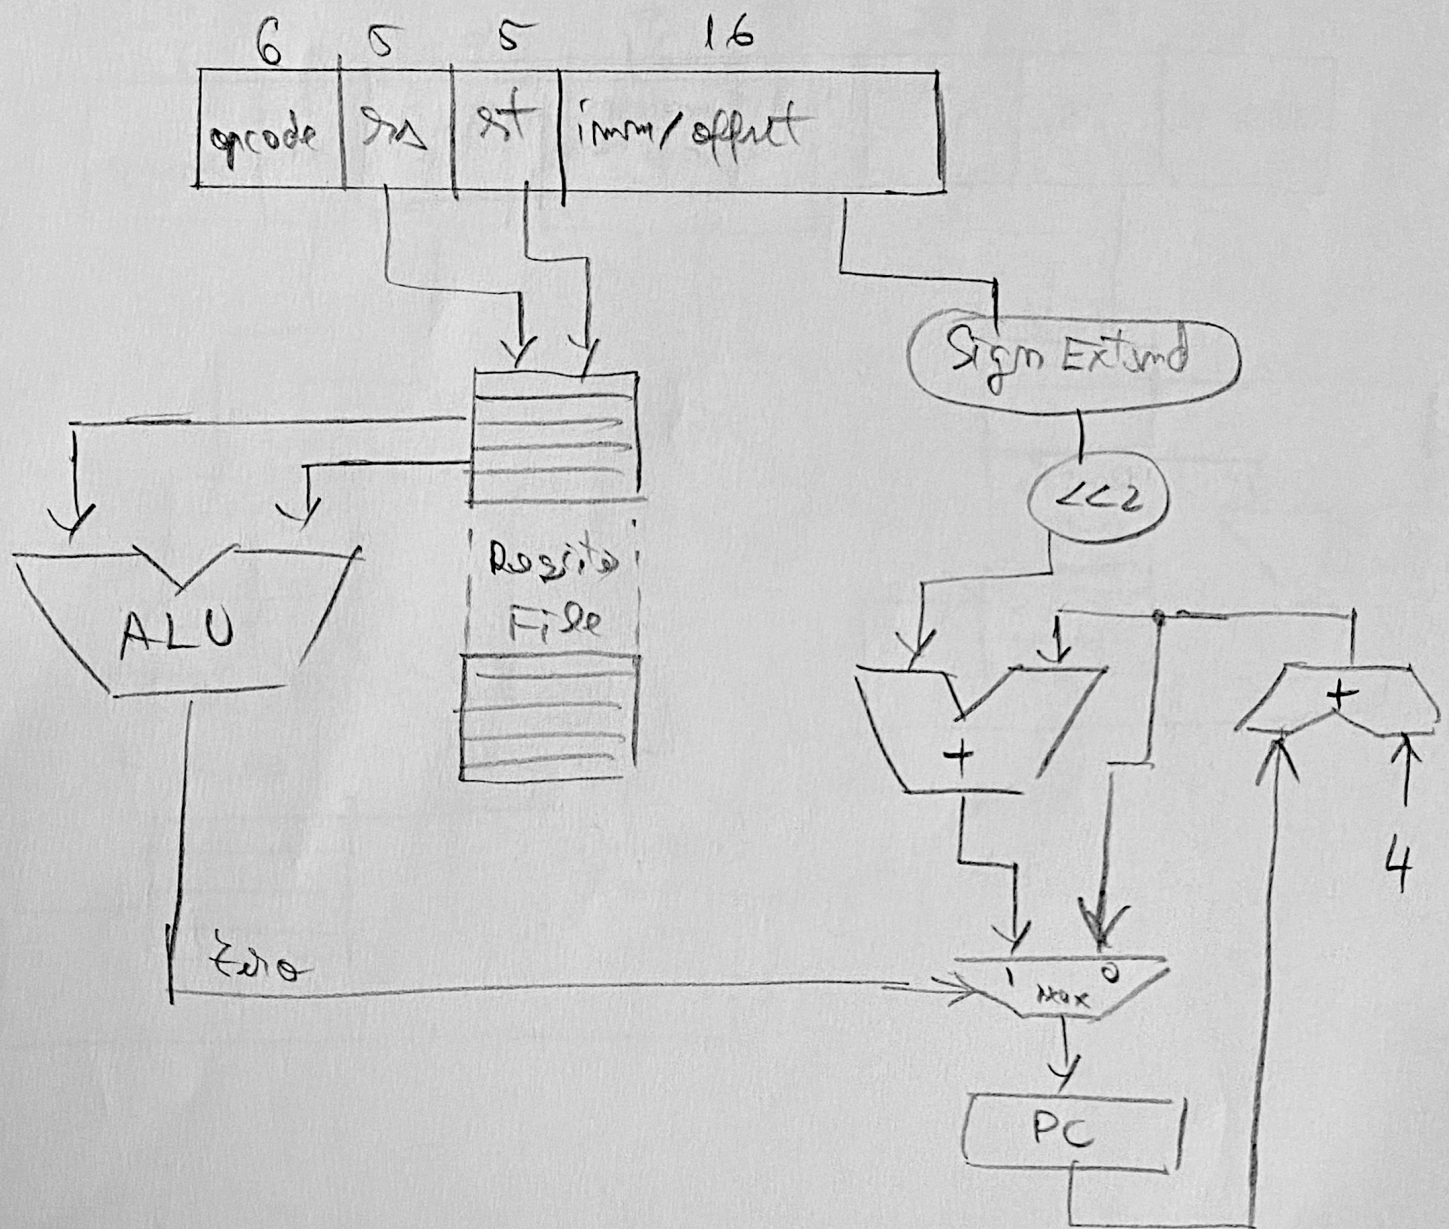 6 5 5 16
opcode rs rt imm/offset
Sign Extend
<<2
Register
File
ALU
+
+
4
Zero
1 0
Mux
PC